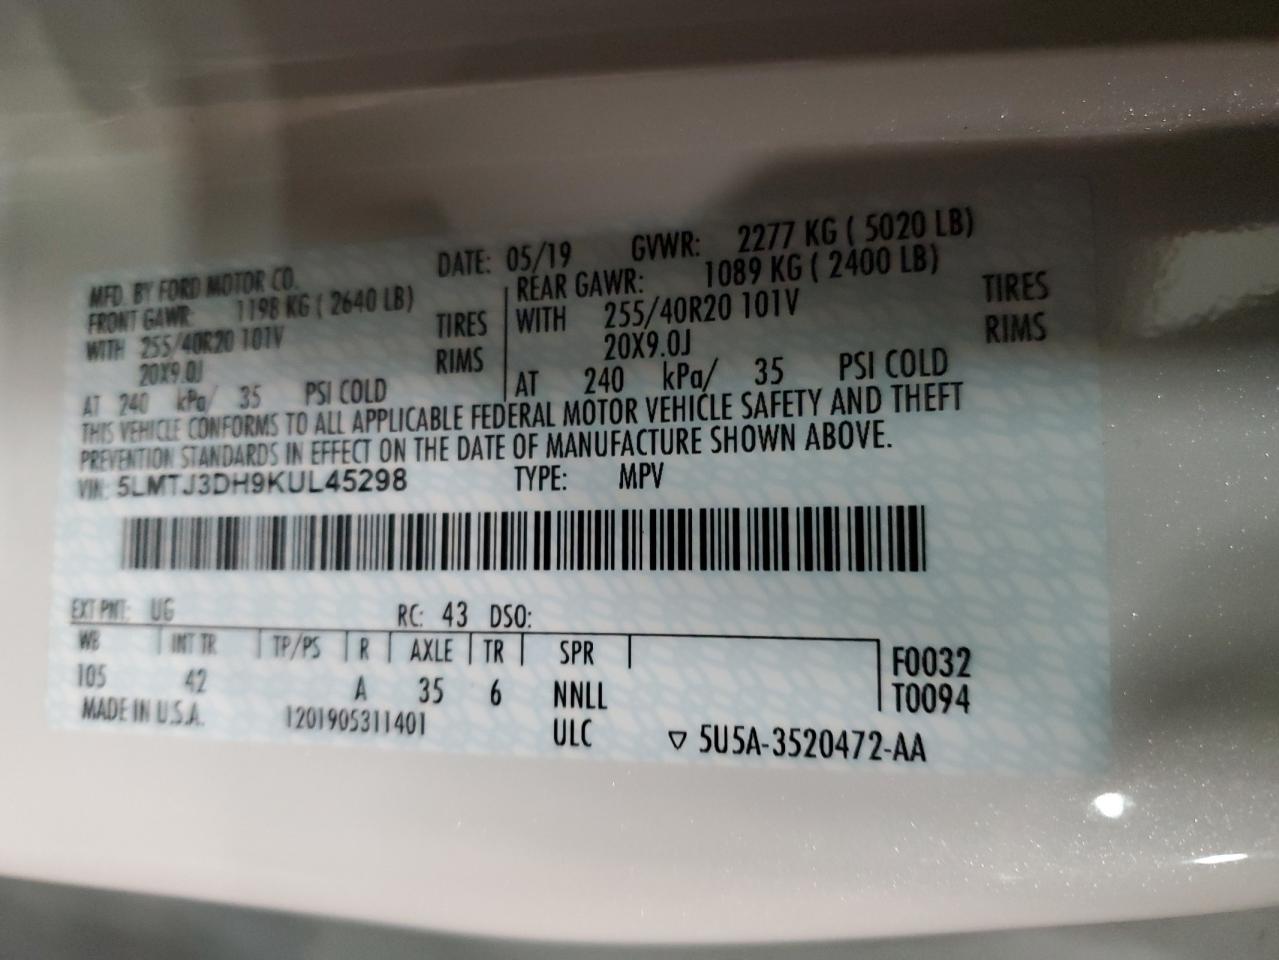 MFD. BY FORD MOTOR CO.
DATE: 05/19 GVWR: 2277 KG ( 5020 LB)
FRONT GAWR: 1198 KG ( 2640 LB) REAR GAWR: 1089 KG ( 2400 LB)
WITH 255/40R20 101V TIRES WITH 255/40R20 101V TIRES
20X9.0J RIMS 20X9.0J RIMS
AT 240 kPa/ 35 PSI COLD AT 240 kPa/ 35 PSI COLD
THIS VEHICLE CONFORMS TO ALL APPLICABLE FEDERAL MOTOR VEHICLE SAFETY AND THEFT
PREVENTION STANDARDS IN EFFECT ON THE DATE OF MANUFACTURE SHOWN ABOVE.
VIN: 5LMTJ3DH9KUL45298 TYPE: MPV
EXT PNT: UG RC: 43 DSO:
WB INT TR TP/PS R AXLE TR SPR F0032
105 42 A 35 6 NNLL T0094
MADE IN U.S.A. 1201905311401 ULC ▽ 5U5A-3520472-AA